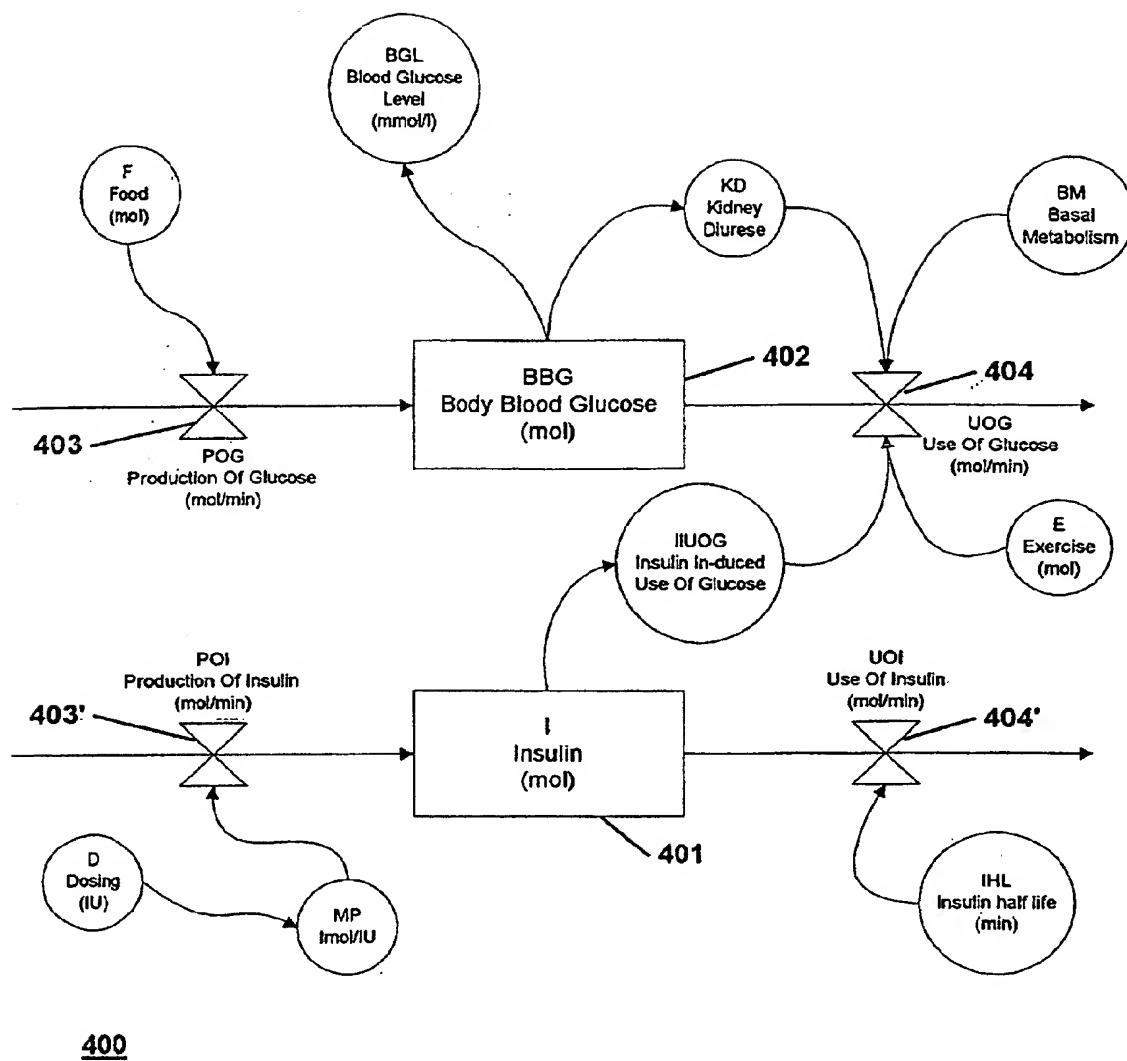 BGL
Blood Glucose
Level
(mmol/l)
F
Food
(mol)
KD
Kidney
Diurese
BM
Basal
Metabolism
402
404
BBG
Body Blood Glucose
(mol)
403
POG
Production Of Glucose
(mol/min)
UOG
Use Of Glucose
(mol/min)
IIUOG
Insulin In-duced
Use Of Glucose
E
Exercise
(mol)
POI
Production Of Insulin
(mol/min)
UOI
Use Of Insulin
(mol/min)
403'
404'
I
Insulin
(mol)
401
D
Dosing
(IU)
MP
Imol/IU
IHL
Insulin half life
(min)
400